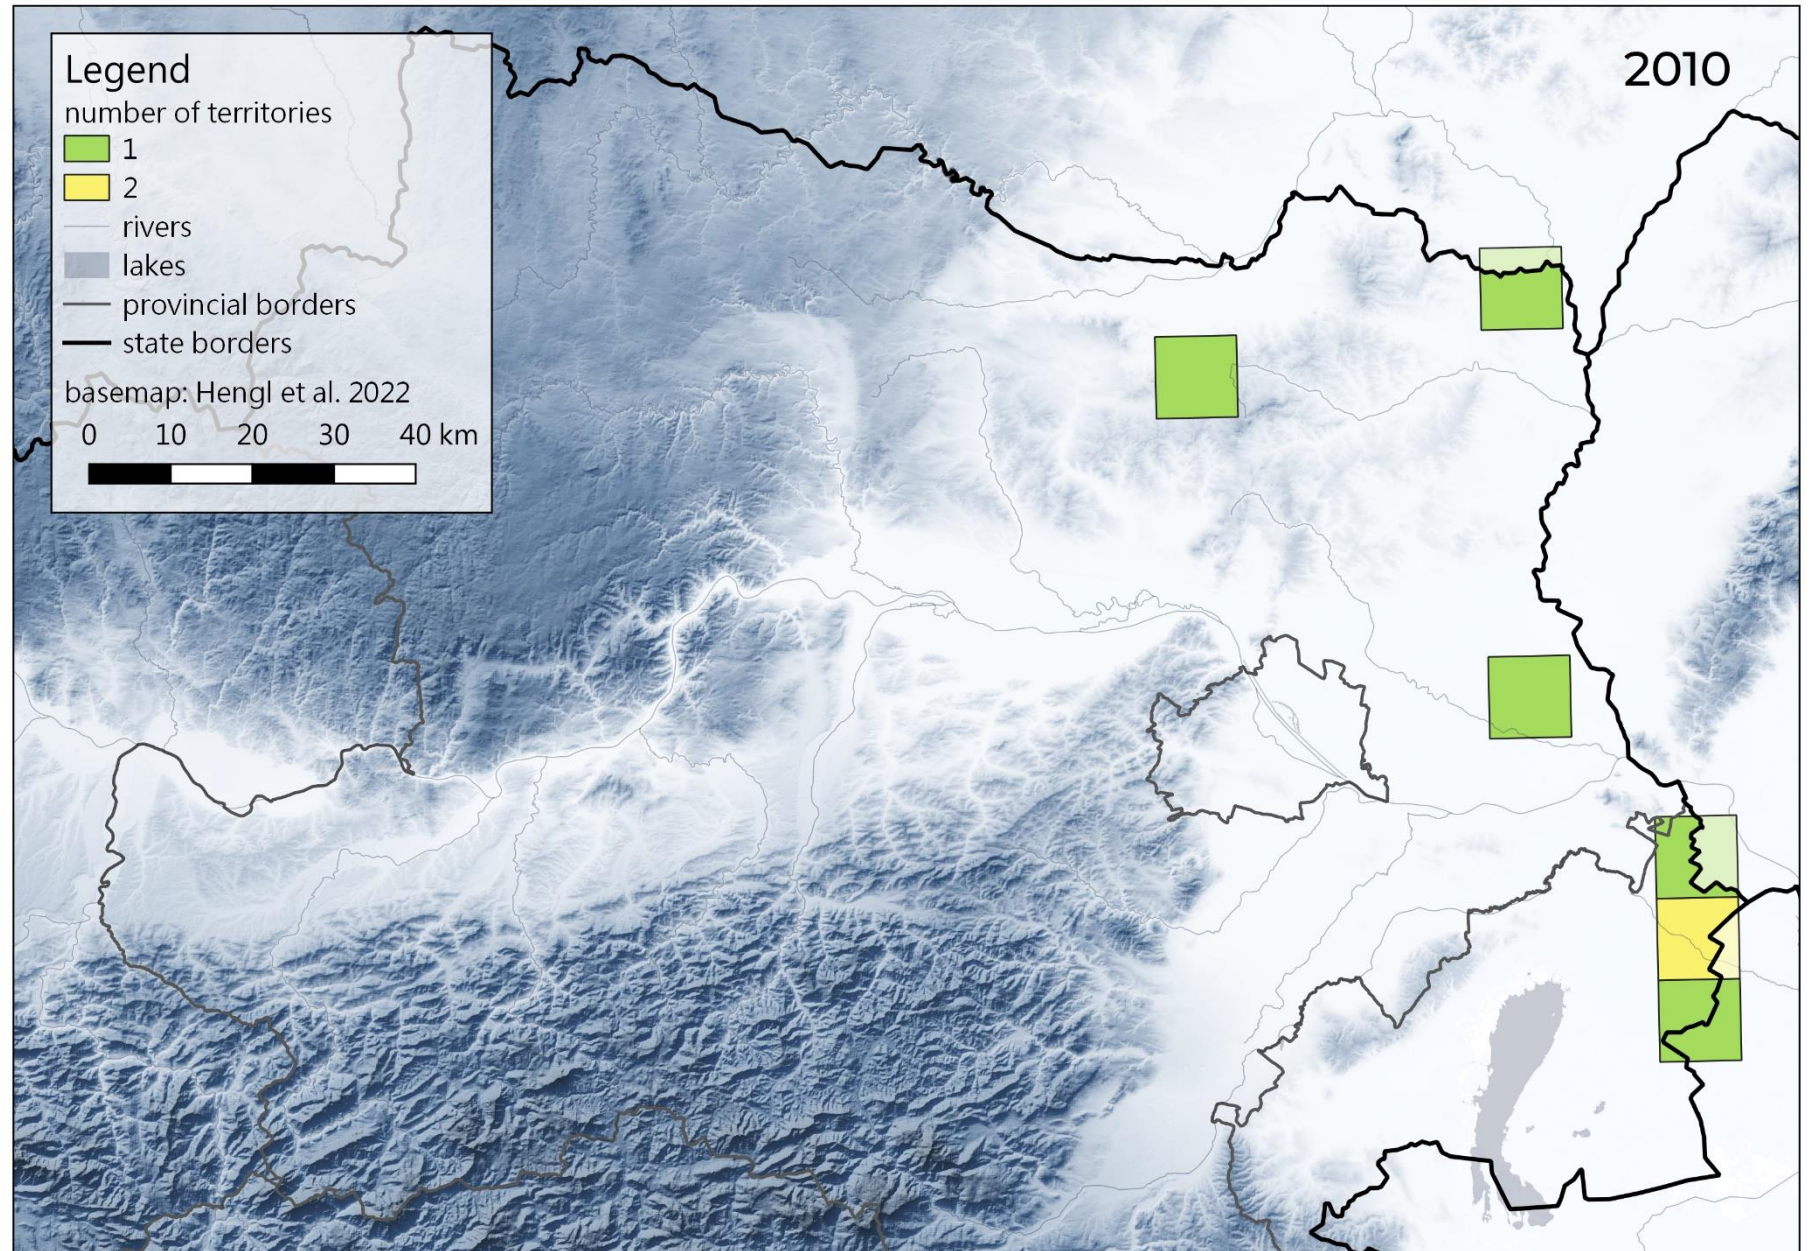 Legend
number of territories
1
2
rivers
lakes
provincial borders
state borders
basemap: Hengl et al. 2022
0 10 20 30 40 km
2010